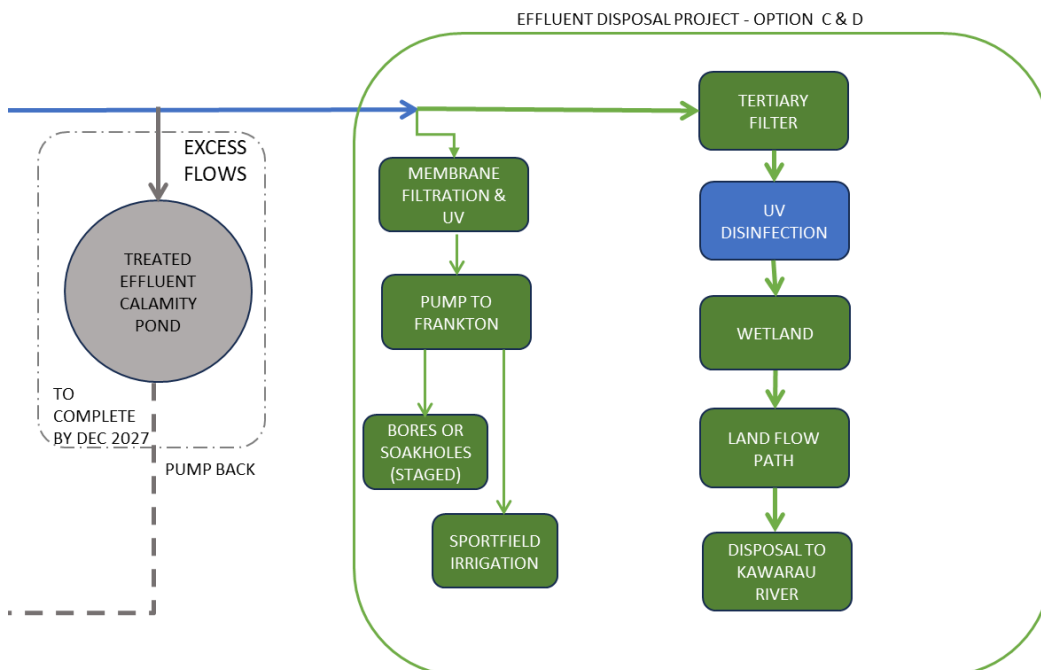 EFFLUENT DISPOSAL PROJECT - OPTION C & D
EXCESS
FLOWS
TREATED
EFFLUENT
CALAMITY
POND
TO
COMPLETE
BY DEC 2027
PUMP BACK
MEMBRANE
FILTRATION &
UV
PUMP TO
FRANKTON
BORES OR
SOAKHOLES
(STAGED)
SPORTFIELD
IRRIGATION
TERTIARY
FILTER
UV
DISINFECTION
WETLAND
LAND FLOW
PATH
DISPOSAL TO
KAWARAU
RIVER